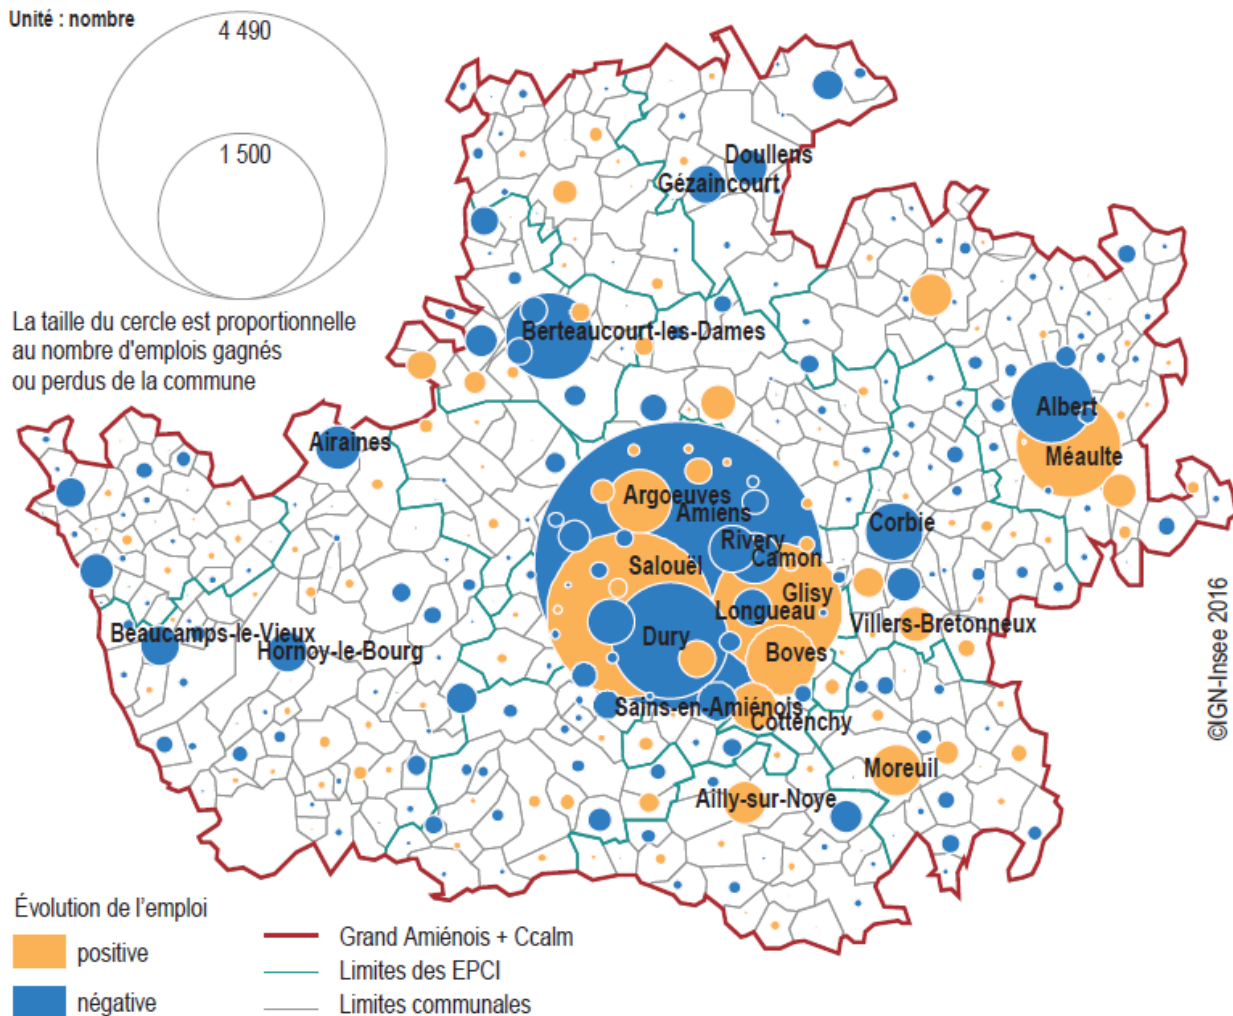 Unité : nombre
4 490
1 500
La taille du cercle est proportionnelle
au nombre d'emplois gagnés
ou perdus de la commune
Doullens
Gézaincourt
Berteaucourt-les-Dames
Albert
Airaines
Méaulte
Argoeuves
Amiens
Corbie
Rivery
Camon
Salouël
Glisy
Longueau
Villers-Bretonneux
Beaucamps-le-Vieux
Dury
Hornoy-le-Bourg
Boves
Sains-en-Amiénois
Cottenchy
Moreuil
Ailly-sur-Noye
©IGN-Insee 2016
Évolution de l'emploi
positive
négative
Grand Amiénois + Ccalm
Limites des EPCI
Limites communales